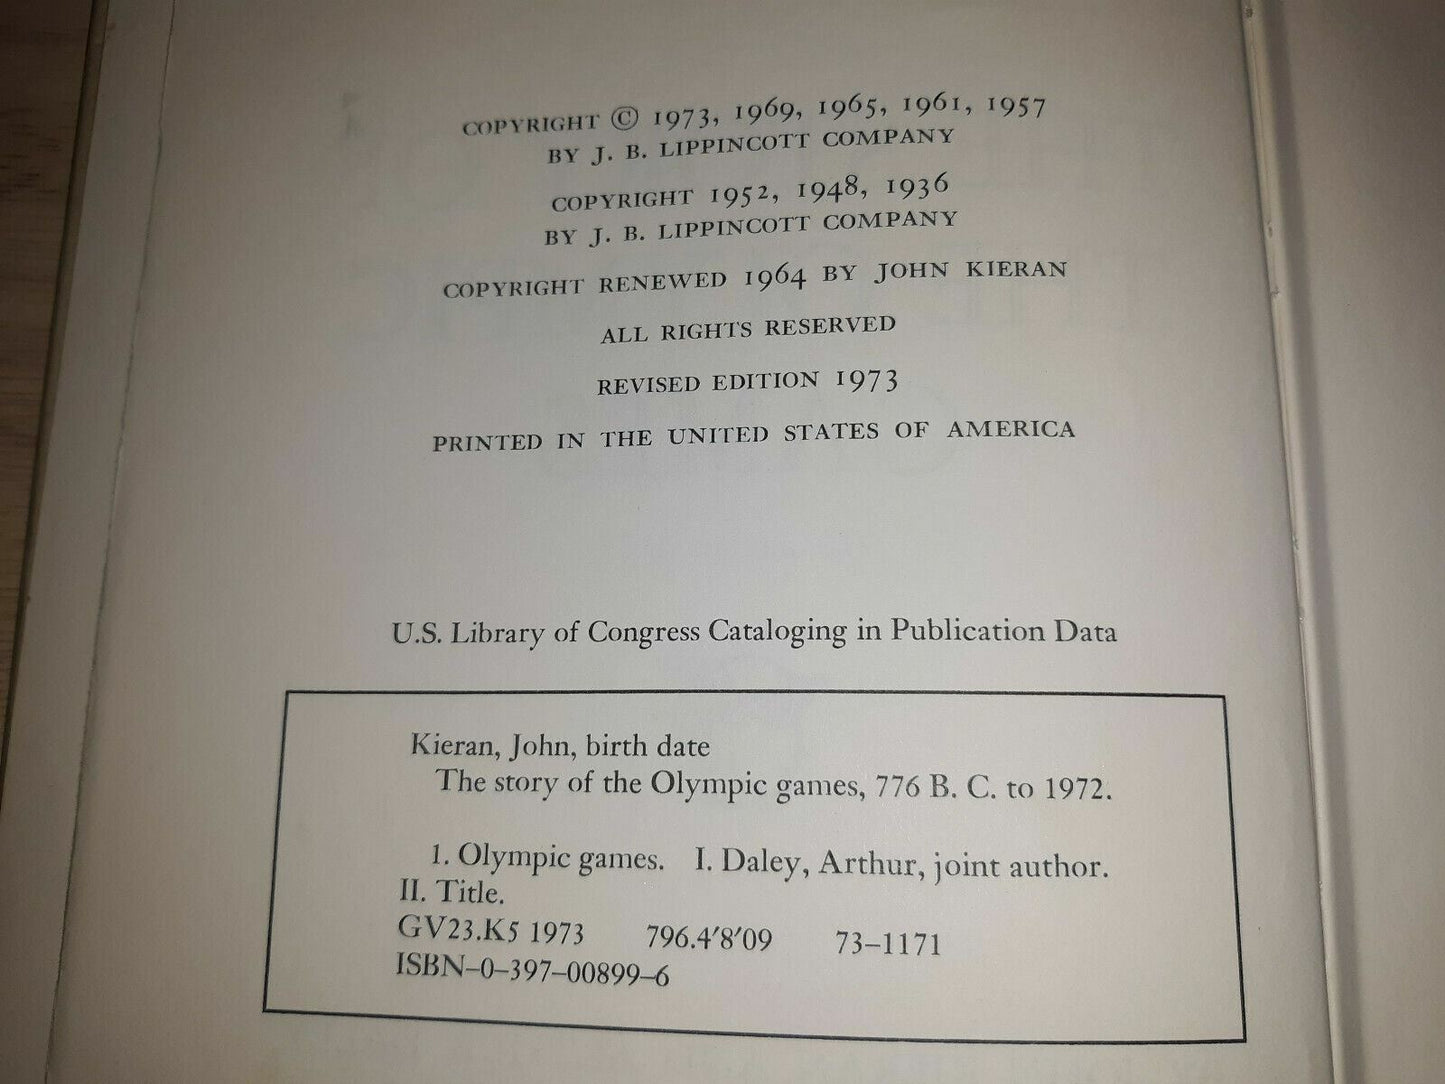 COPYRIGHT © 1973, 1969, 1965, 1961, 1957
BY J. B. LIPPINCOTT COMPANY
COPYRIGHT 1952, 1948, 1936
BY J. B. LIPPINCOTT COMPANY
COPYRIGHT RENEWED 1964 BY JOHN KIERAN
ALL RIGHTS RESERVED
REVISED EDITION 1973
PRINTED IN THE UNITED STATES OF AMERICA
U.S. Library of Congress Cataloging in Publication Data
Kieran, John, birth date
The story of the Olympic games, 776 B. C. to 1972.
1. Olympic games. I. Daley, Arthur, joint author.
II. Title.
GV23.K5 1973 796.4′8′09 73–1171
ISBN–0–397–00899–6